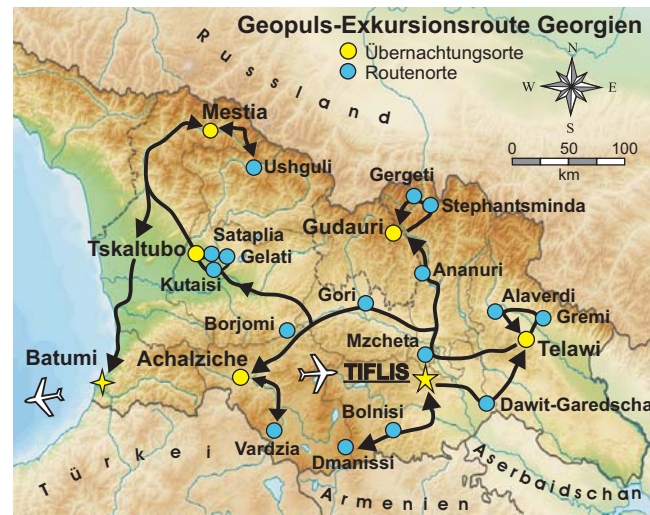 Geopuls-Exkursionsroute Georgien
Übernachtungsorte
Routenorte
Russland
N
W E
S
0 50 100
km
Mestia
Ushguli
Gergeti
Stephantsminda
Gudauri
Tskaltubo
Sataplia
Gelati
Kutaisi
Ananuri
Gori
Alaverdi
Gremi
Borjomi
Mzcheta
Telawi
Batumi
Achalziche
TIFLIS
Dawit-Garedscha
Bolnisi
Vardzia
Dmanissi
Türkei
Armenien
Aserbaidschan